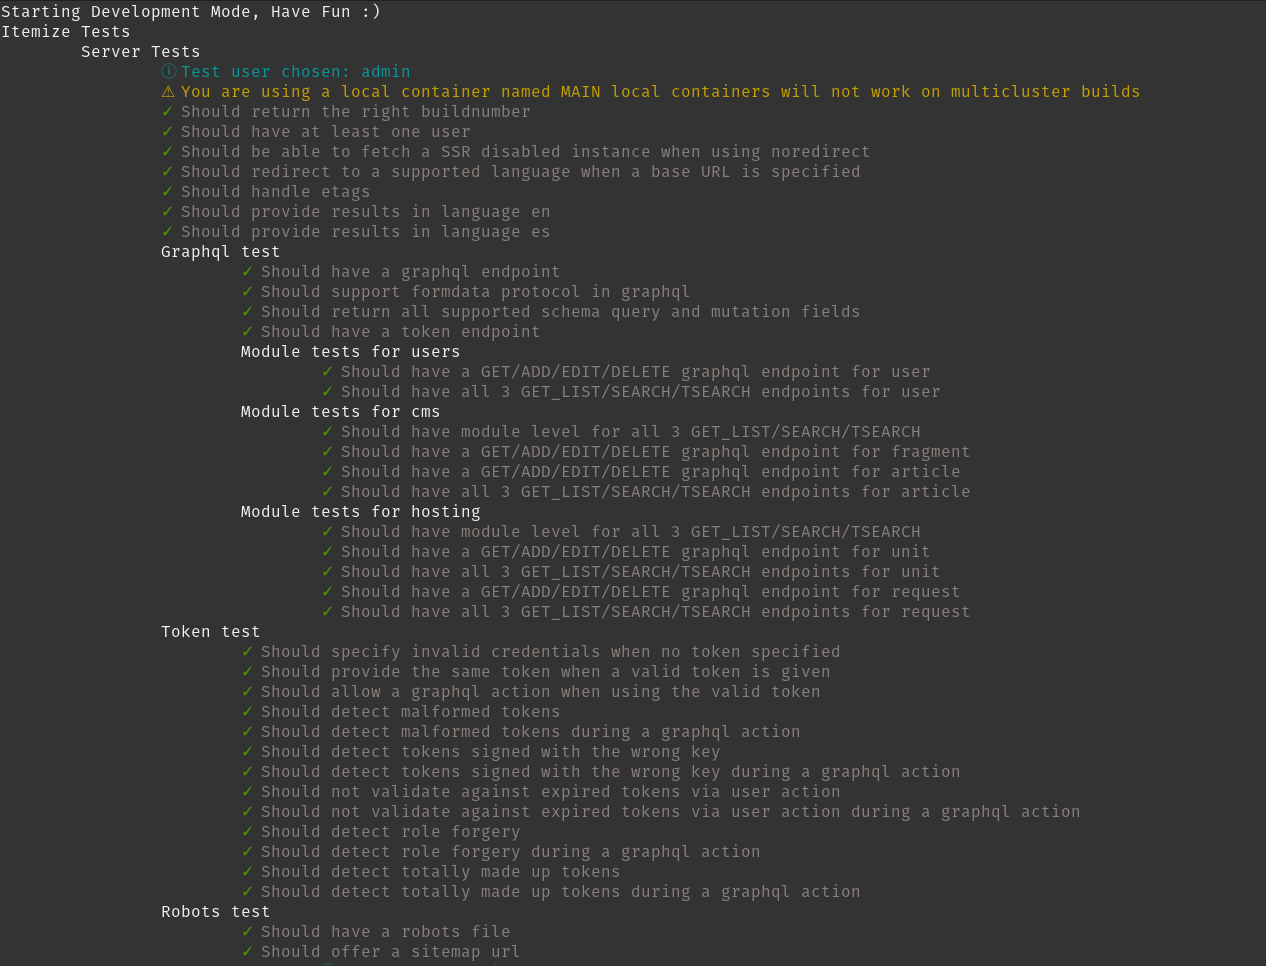 Starting Development Mode, Have Fun :)
Itemize Tests
Server Tests
ⓘ Test user chosen: admin
⚠ You are using a local container named MAIN local containers will not work on multicluster builds
✓ Should return the right buildnumber
✓ Should have at least one user
✓ Should be able to fetch a SSR disabled instance when using noredirect
✓ Should redirect to a supported language when a base URL is specified
✓ Should handle etags
✓ Should provide results in language en
✓ Should provide results in language es
Graphql test
✓ Should have a graphql endpoint
✓ Should support formdata protocol in graphql
✓ Should return all supported schema query and mutation fields
✓ Should have a token endpoint
Module tests for users
✓ Should have a GET/ADD/EDIT/DELETE graphql endpoint for user
✓ Should have all 3 GET_LIST/SEARCH/TSEARCH endpoints for user
Module tests for cms
✓ Should have module level for all 3 GET_LIST/SEARCH/TSEARCH
✓ Should have a GET/ADD/EDIT/DELETE graphql endpoint for fragment
✓ Should have a GET/ADD/EDIT/DELETE graphql endpoint for article
✓ Should have all 3 GET_LIST/SEARCH/TSEARCH endpoints for article
Module tests for hosting
✓ Should have module level for all 3 GET_LIST/SEARCH/TSEARCH
✓ Should have a GET/ADD/EDIT/DELETE graphql endpoint for unit
✓ Should have all 3 GET_LIST/SEARCH/TSEARCH endpoints for unit
✓ Should have a GET/ADD/EDIT/DELETE graphql endpoint for request
✓ Should have all 3 GET_LIST/SEARCH/TSEARCH endpoints for request
Token test
✓ Should specify invalid credentials when no token specified
✓ Should provide the same token when a valid token is given
✓ Should allow a graphql action when using the valid token
✓ Should detect malformed tokens
✓ Should detect malformed tokens during a graphql action
✓ Should detect tokens signed with the wrong key
✓ Should detect tokens signed with the wrong key during a graphql action
✓ Should not validate against expired tokens via user action
✓ Should not validate against expired tokens via user action during a graphql action
✓ Should detect role forgery
✓ Should detect role forgery during a graphql action
✓ Should detect totally made up tokens
✓ Should detect totally made up tokens during a graphql action
Robots test
✓ Should have a robots file
✓ Should offer a sitemap url